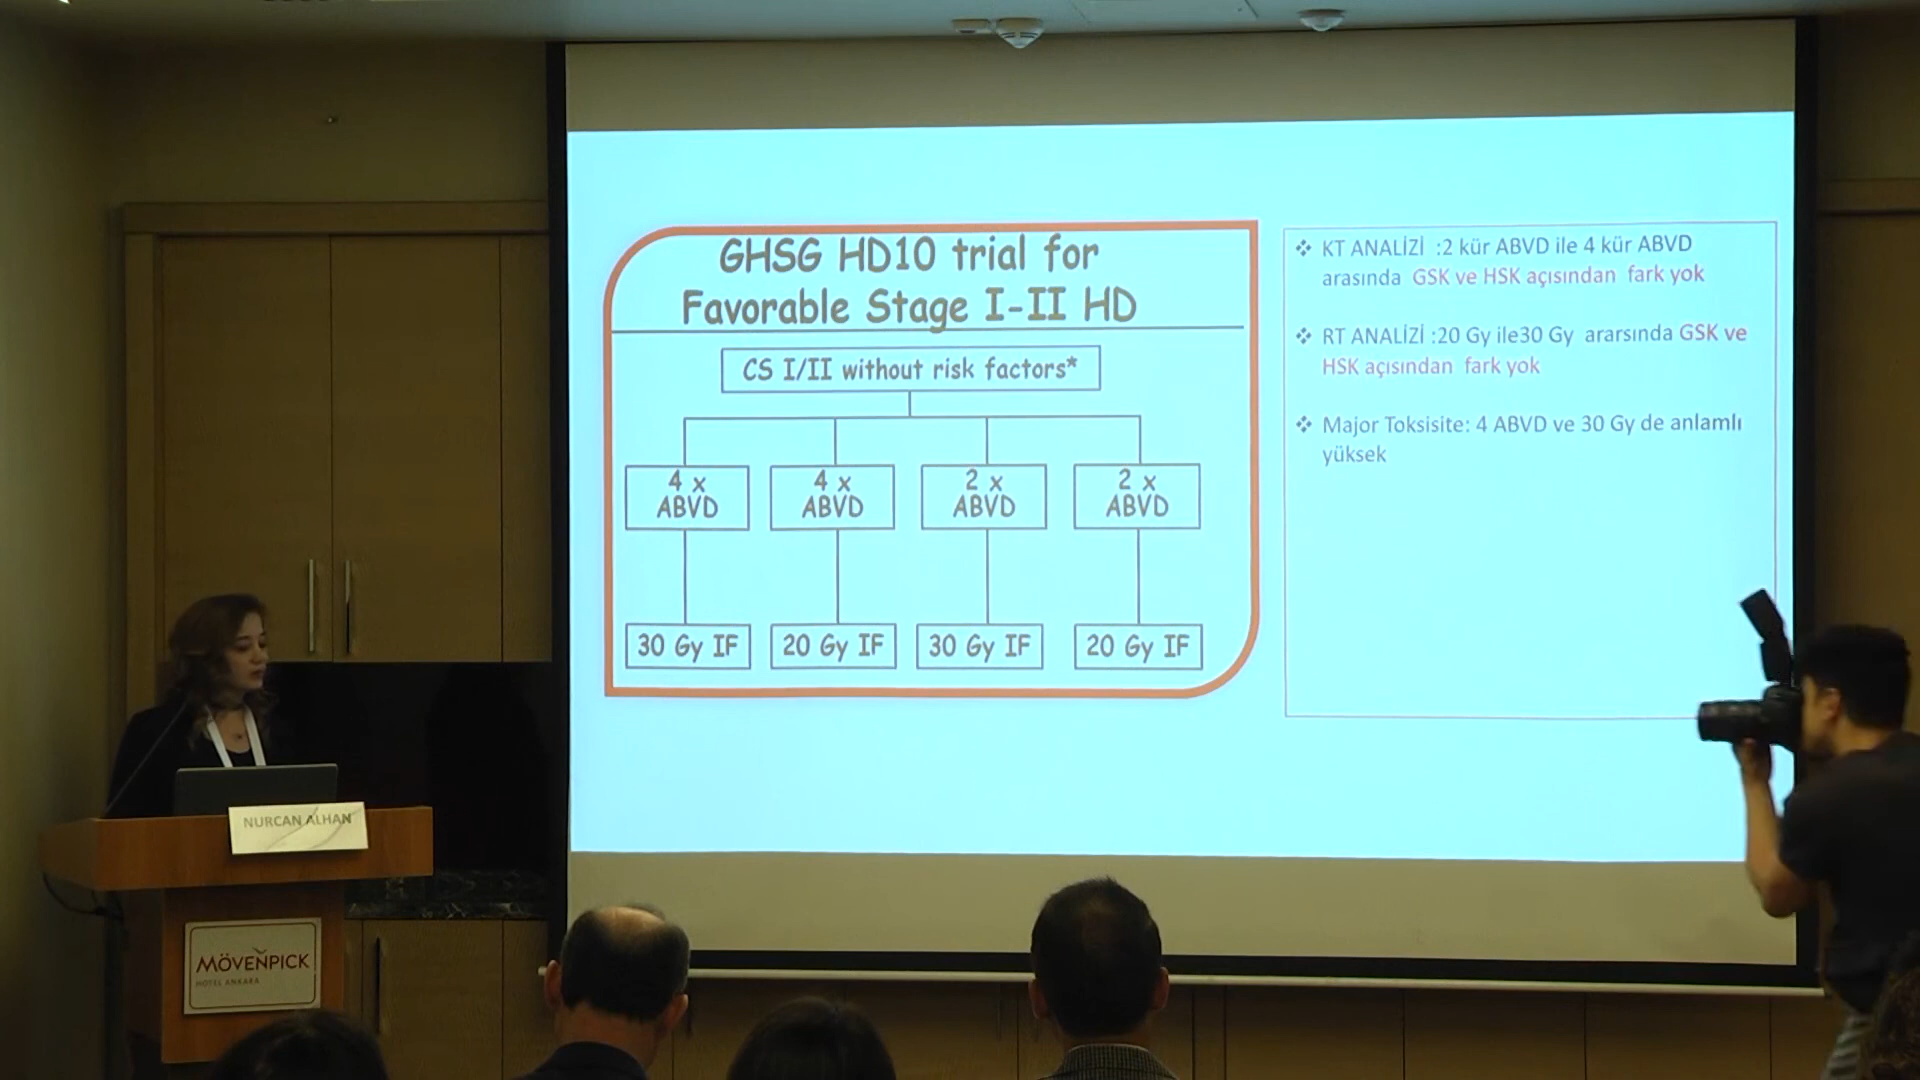 GHSG HD10 trial for
Favorable Stage I-II HD
CS I/II without risk factors*
4 x
ABVD
4 x
ABVD
2 x
ABVD
2 x
ABVD
30 Gy IF
20 Gy IF
30 Gy IF
20 Gy IF
KT ANALİZİ :2 kür ABVD ile 4 kür ABVD
arasında GSK ve HSK açısından fark yok
RT ANALİZİ :20 Gy ile30 Gy ararsında GSK ve
HSK açısından fark yok
Major Toksisite: 4 ABVD ve 30 Gy de anlamlı
yüksek
NURCAN ALHAN
MÖVENPICK
HOTEL ANKARA